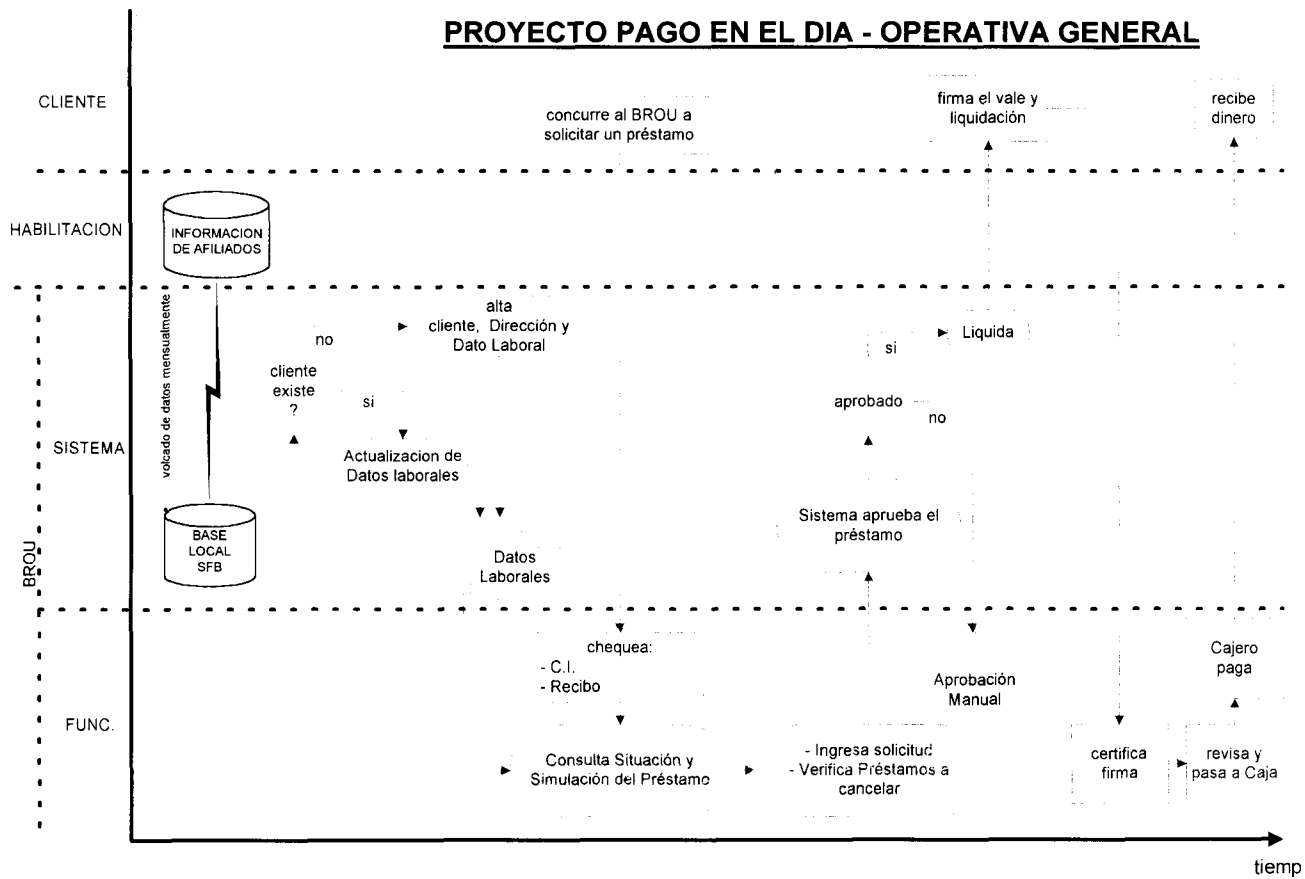 PROYECTO PAGO EN EL DIA - OPERATIVA GENERAL
CLIENTE
concurre al BROU a
solicitar un préstamo
firma el vale y
liquidación
recibe
dinero
HABILITACION
INFORMACION
DE AFILIADOS
BROU
SISTEMA
volcado de datos mensualmente
BASE
LOCAL
SFB
cliente
existe
?
no
si
alta
cliente, Dirección y
Dato Laboral
Actualizacion de
Datos laborales
Datos
Laborales
Sistema aprueba el
préstamo
aprobado
si
no
Liquida
FUNC.
chequea:
- C.I.
- Recibo
Consulta Situación y
Simulación del Préstamo
- Ingresa solicitud
- Verifica Préstamos a
cancelar
Aprobación
Manual
certifica
firma
revisa y
pasa a Caja
Cajero
paga
tiemp